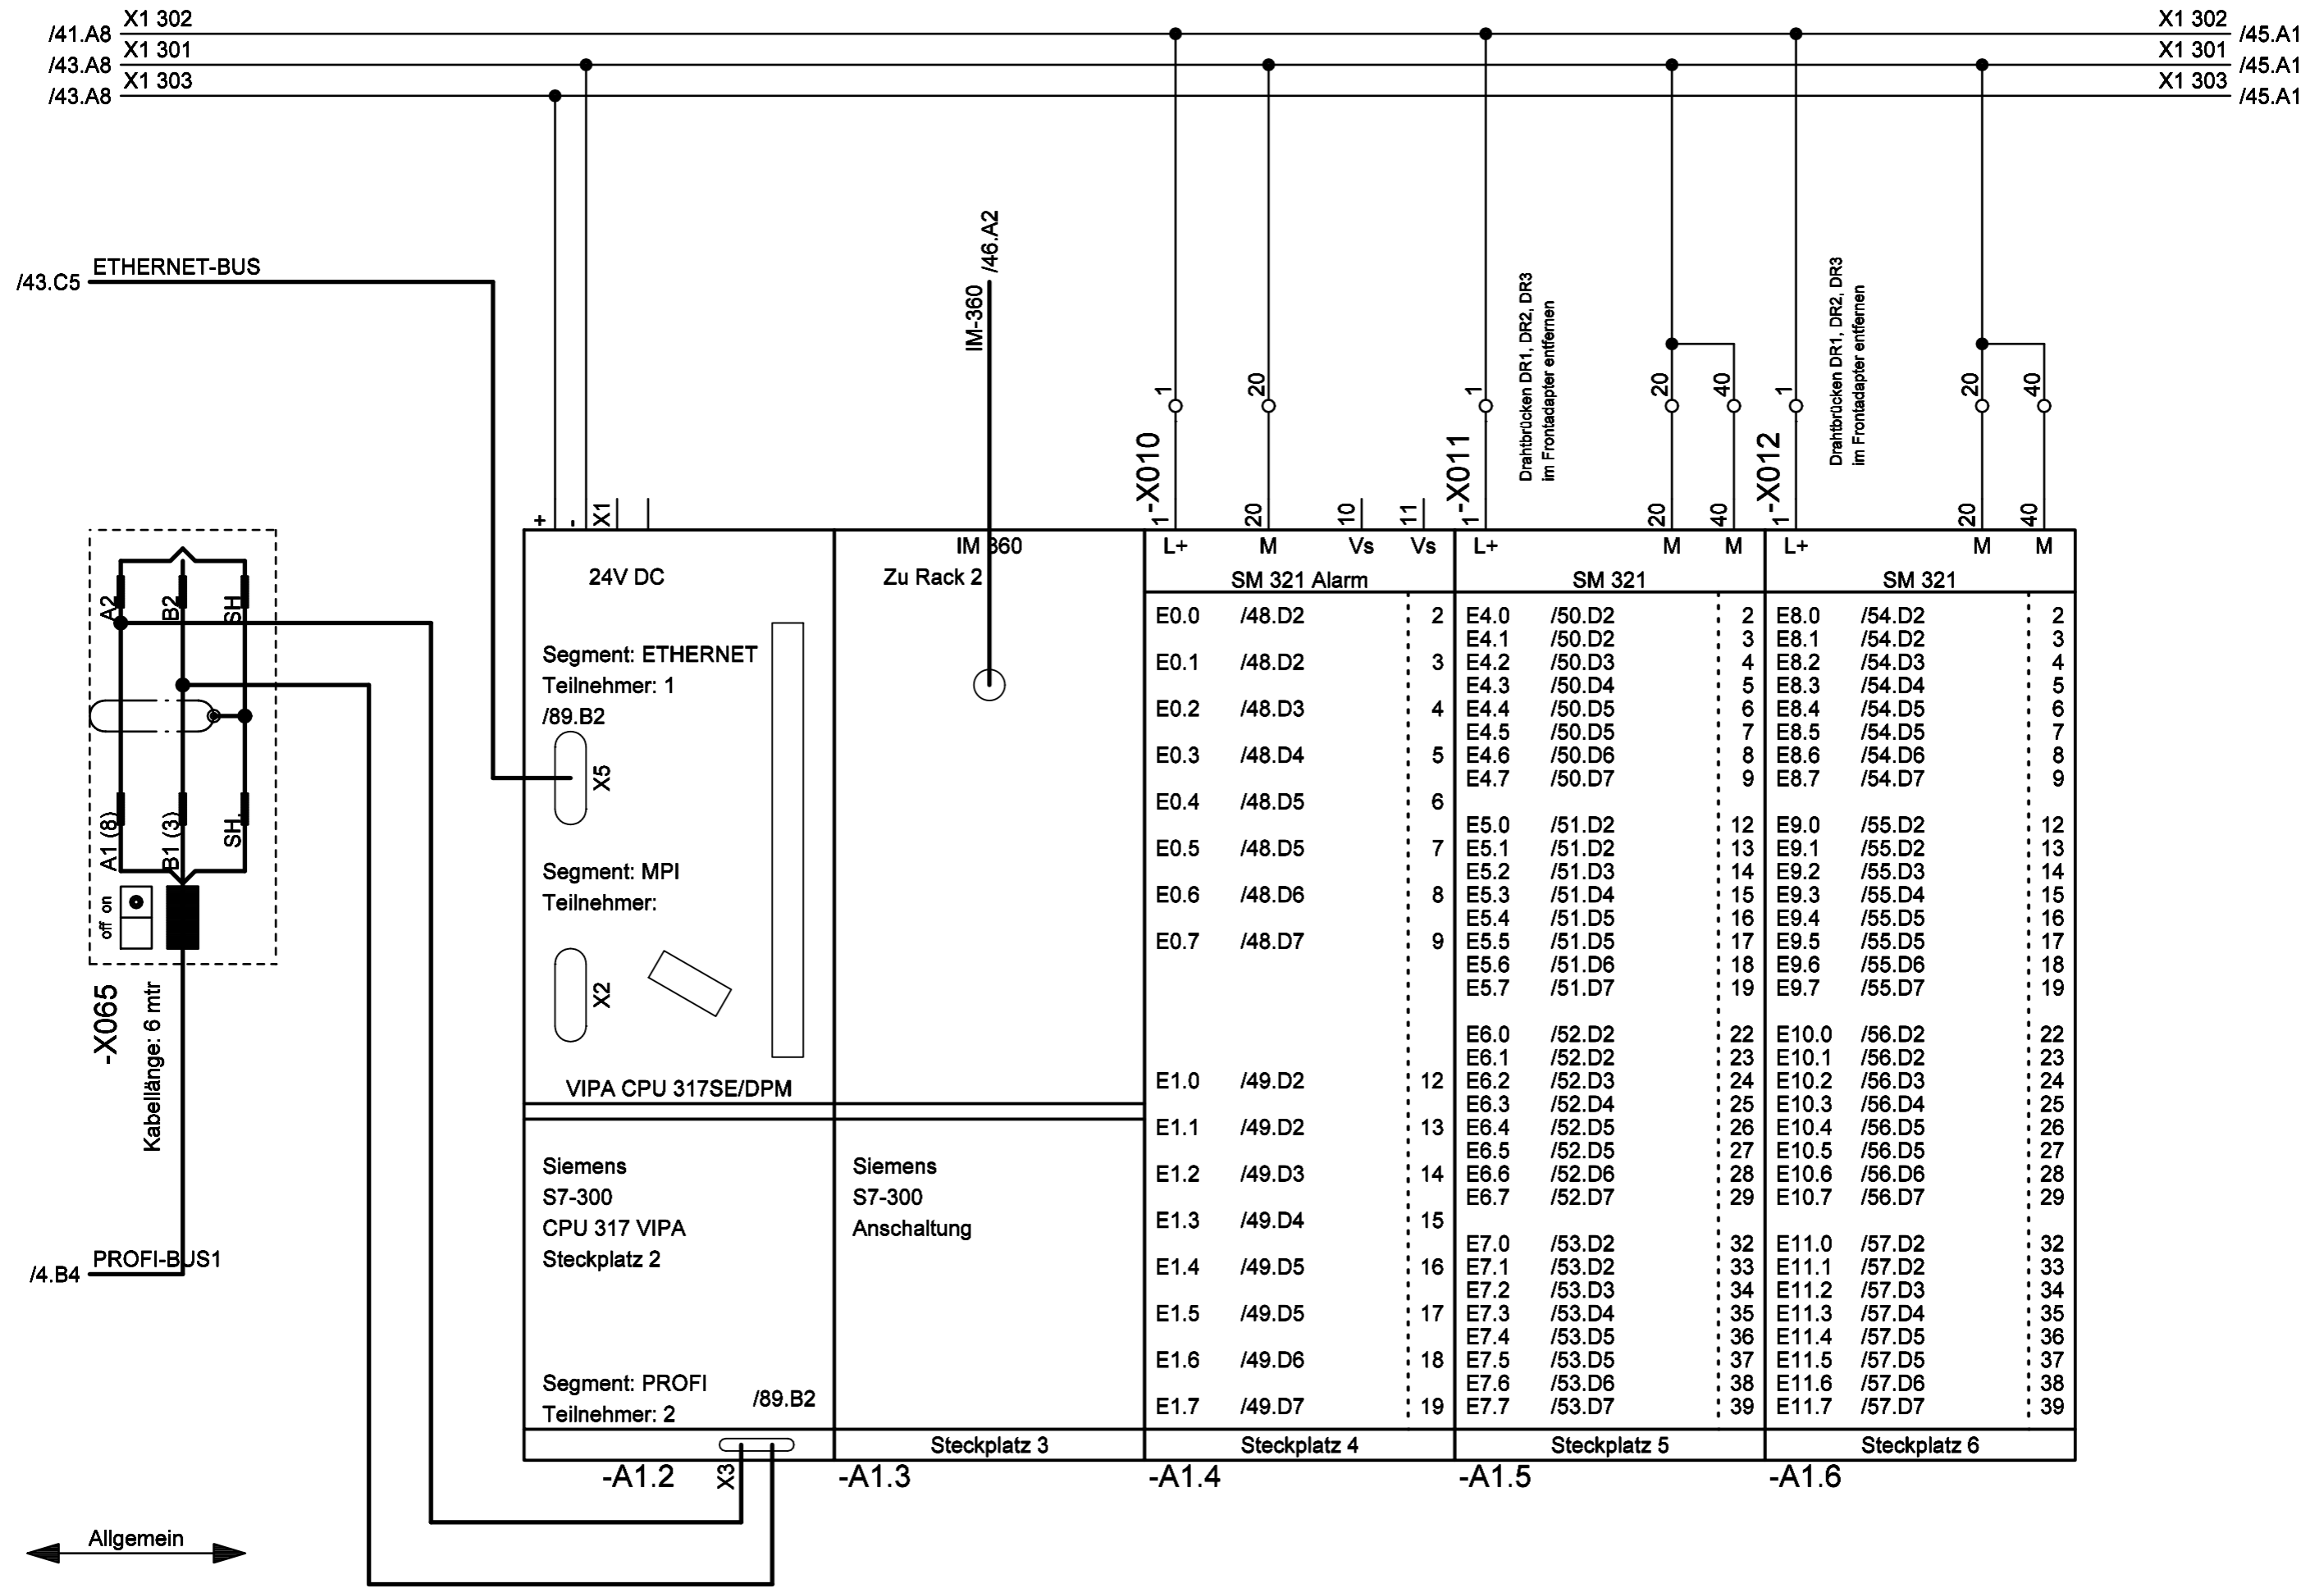 X1 302
/41.A8
X1 301
/43.A8
X1 303
/43.A8
X1 302
/45.A1
X1 301
/45.A1
X1 303
/45.A1
ETHERNET-BUS
/43.C5
IM-360
/46.A2
-X010
1
20
-X011
1
20
40
Drahtbrücken DR1, DR2, DR3
im Frontadapter entfernen
-X012
1
20
40
Drahtbrücken DR1, DR2, DR3
im Frontadapter entfernen
+
-
X1
1
20
10
11
1
20
40
1
20
40
A2
B2
SH
A1 (8)
B1 (3)
SH.
off on
-X065
Kabellänge: 6 mtr
PROFI-BUS1
/4.B4
Allgemein
24V DC
Segment: ETHERNET
Teilnehmer: 1
/89.B2
X5
Segment: MPI
Teilnehmer:
X2
VIPA CPU 317SE/DPM
Siemens
S7-300
CPU 317 VIPA
Steckplatz 2
Segment: PROFI
Teilnehmer: 2
/89.B2
X3
-A1.2
IM 360
Zu Rack 2
Siemens
S7-300
Anschaltung
Steckplatz 3
-A1.3
L+ M Vs Vs
SM 321 Alarm
E0.0 /48.D2 2
E0.1 /48.D2 3
E0.2 /48.D3 4
E0.3 /48.D4 5
E0.4 /48.D5 6
E0.5 /48.D5 7
E0.6 /48.D6 8
E0.7 /48.D7 9
E1.0 /49.D2 12
E1.1 /49.D2 13
E1.2 /49.D3 14
E1.3 /49.D4 15
E1.4 /49.D5 16
E1.5 /49.D5 17
E1.6 /49.D6 18
E1.7 /49.D7 19
Steckplatz 4
-A1.4
L+ M M
SM 321
E4.0 /50.D2 2
E4.1 /50.D2 3
E4.2 /50.D3 4
E4.3 /50.D4 5
E4.4 /50.D5 6
E4.5 /50.D5 7
E4.6 /50.D6 8
E4.7 /50.D7 9
E5.0 /51.D2 12
E5.1 /51.D2 13
E5.2 /51.D3 14
E5.3 /51.D4 15
E5.4 /51.D5 16
E5.5 /51.D5 17
E5.6 /51.D6 18
E5.7 /51.D7 19
E6.0 /52.D2 22
E6.1 /52.D2 23
E6.2 /52.D3 24
E6.3 /52.D4 25
E6.4 /52.D5 26
E6.5 /52.D5 27
E6.6 /52.D6 28
E6.7 /52.D7 29
E7.0 /53.D2 32
E7.1 /53.D2 33
E7.2 /53.D3 34
E7.3 /53.D4 35
E7.4 /53.D5 36
E7.5 /53.D5 37
E7.6 /53.D6 38
E7.7 /53.D7 39
Steckplatz 5
-A1.5
L+ M M
SM 321
E8.0 /54.D2 2
E8.1 /54.D2 3
E8.2 /54.D3 4
E8.3 /54.D4 5
E8.4 /54.D5 6
E8.5 /54.D5 7
E8.6 /54.D6 8
E8.7 /54.D7 9
E9.0 /55.D2 12
E9.1 /55.D2 13
E9.2 /55.D3 14
E9.3 /55.D4 15
E9.4 /55.D5 16
E9.5 /55.D5 17
E9.6 /55.D6 18
E9.7 /55.D7 19
E10.0 /56.D2 22
E10.1 /56.D2 23
E10.2 /56.D3 24
E10.3 /56.D4 25
E10.4 /56.D5 26
E10.5 /56.D5 27
E10.6 /56.D6 28
E10.7 /56.D7 29
E11.0 /57.D2 32
E11.1 /57.D2 33
E11.2 /57.D3 34
E11.3 /57.D4 35
E11.4 /57.D5 36
E11.5 /57.D5 37
E11.6 /57.D6 38
E11.7 /57.D7 39
Steckplatz 6
-A1.6